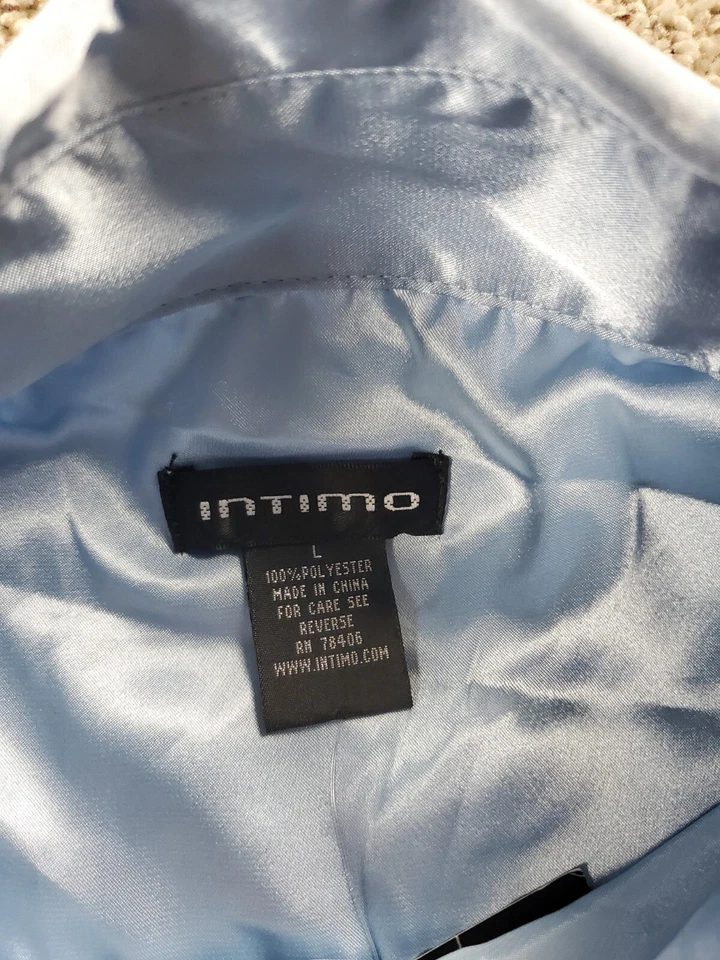 INTIMO
L
100%POLYESTER
MADE IN CHINA
FOR CARE SEE
REVERSE
RN 78406
WWW.INTIMO.COM